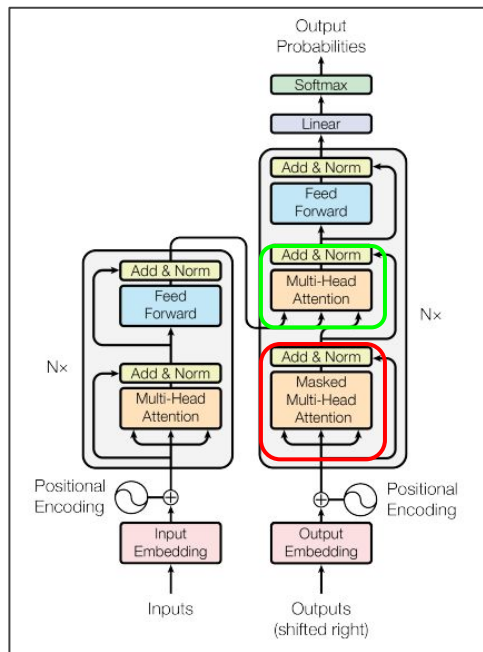 Output
Probabilities
Softmax
Linear
Add & Norm
Feed
Forward
Add & Norm
Multi-Head
Attention
Nx
Add & Norm
Masked
Multi-Head
Attention
Add & Norm
Feed
Forward
Nx
Add & Norm
Multi-Head
Attention
Positional
Encoding
Positional
Encoding
Input
Embedding
Output
Embedding
Inputs
Outputs
(shifted right)